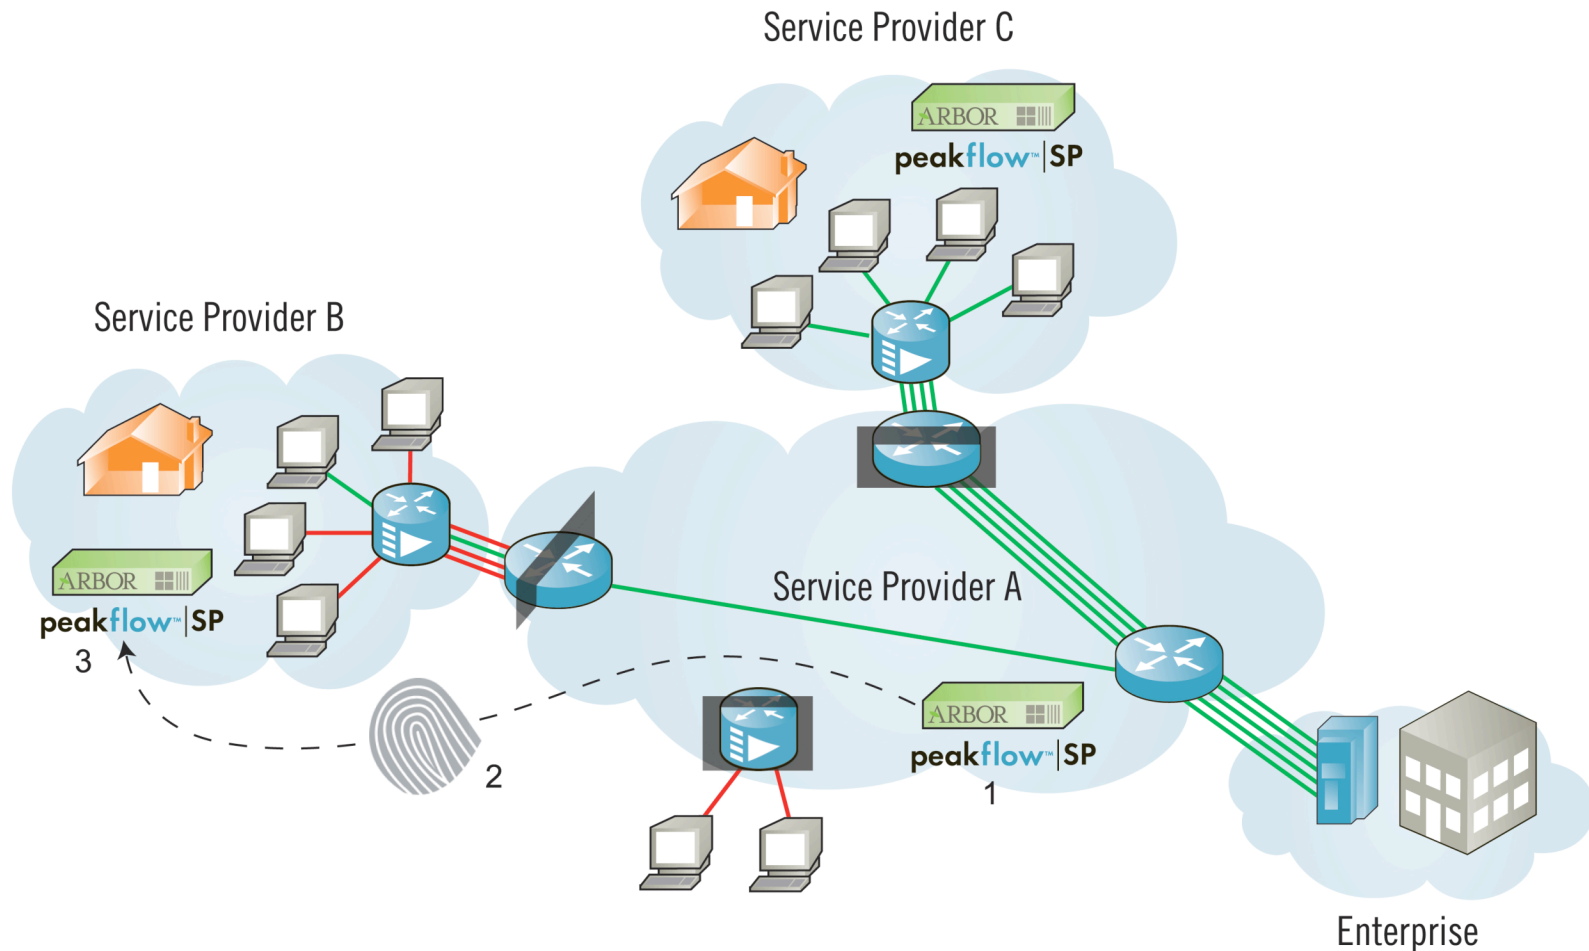 Service Provider C
ARBOR
peakflow™|SP
Service Provider B
ARBOR
peakflow™|SP
3
Service Provider A
2
ARBOR
peakflow™|SP
1
Enterprise